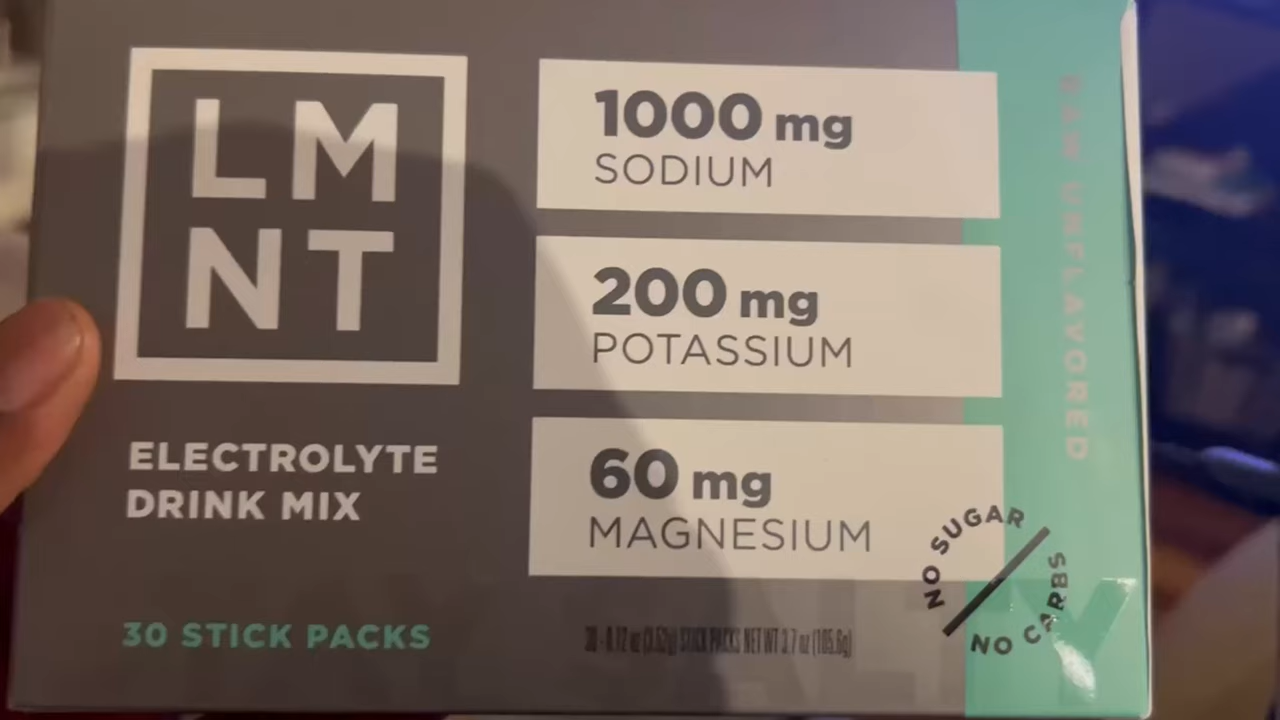 LM
NT
ELECTROLYTE
DRINK MIX
30 STICK PACKS
1000 mg
SODIUM
200 mg
POTASSIUM
60 mg
MAGNESIUM
30 - 0.12 oz (3.52g) STICK PACKS NET WT 3.7 oz (105.6g)
RAW UNFLAVORED
NO SUGAR
NO CARBS